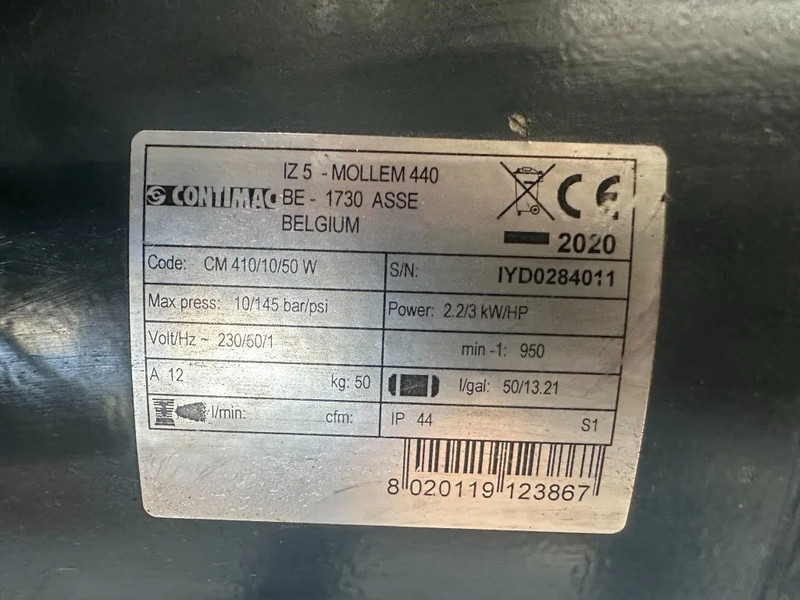 CONTIMAC
IZ 5 - MOLLEM 440
BE - 1730 ASSE
BELGIUM
CE
2020
Code: CM 410/10/50 W
S/N: IYD0284011
Max press: 10/145 bar/psi
Power: 2.2/3 kW/HP
Volt/Hz ~ 230/50/1
min -1: 950
A 12 kg: 50
l/gal: 50/13.21
l/min: cfm:
IP 44 S1
8 020119 123867